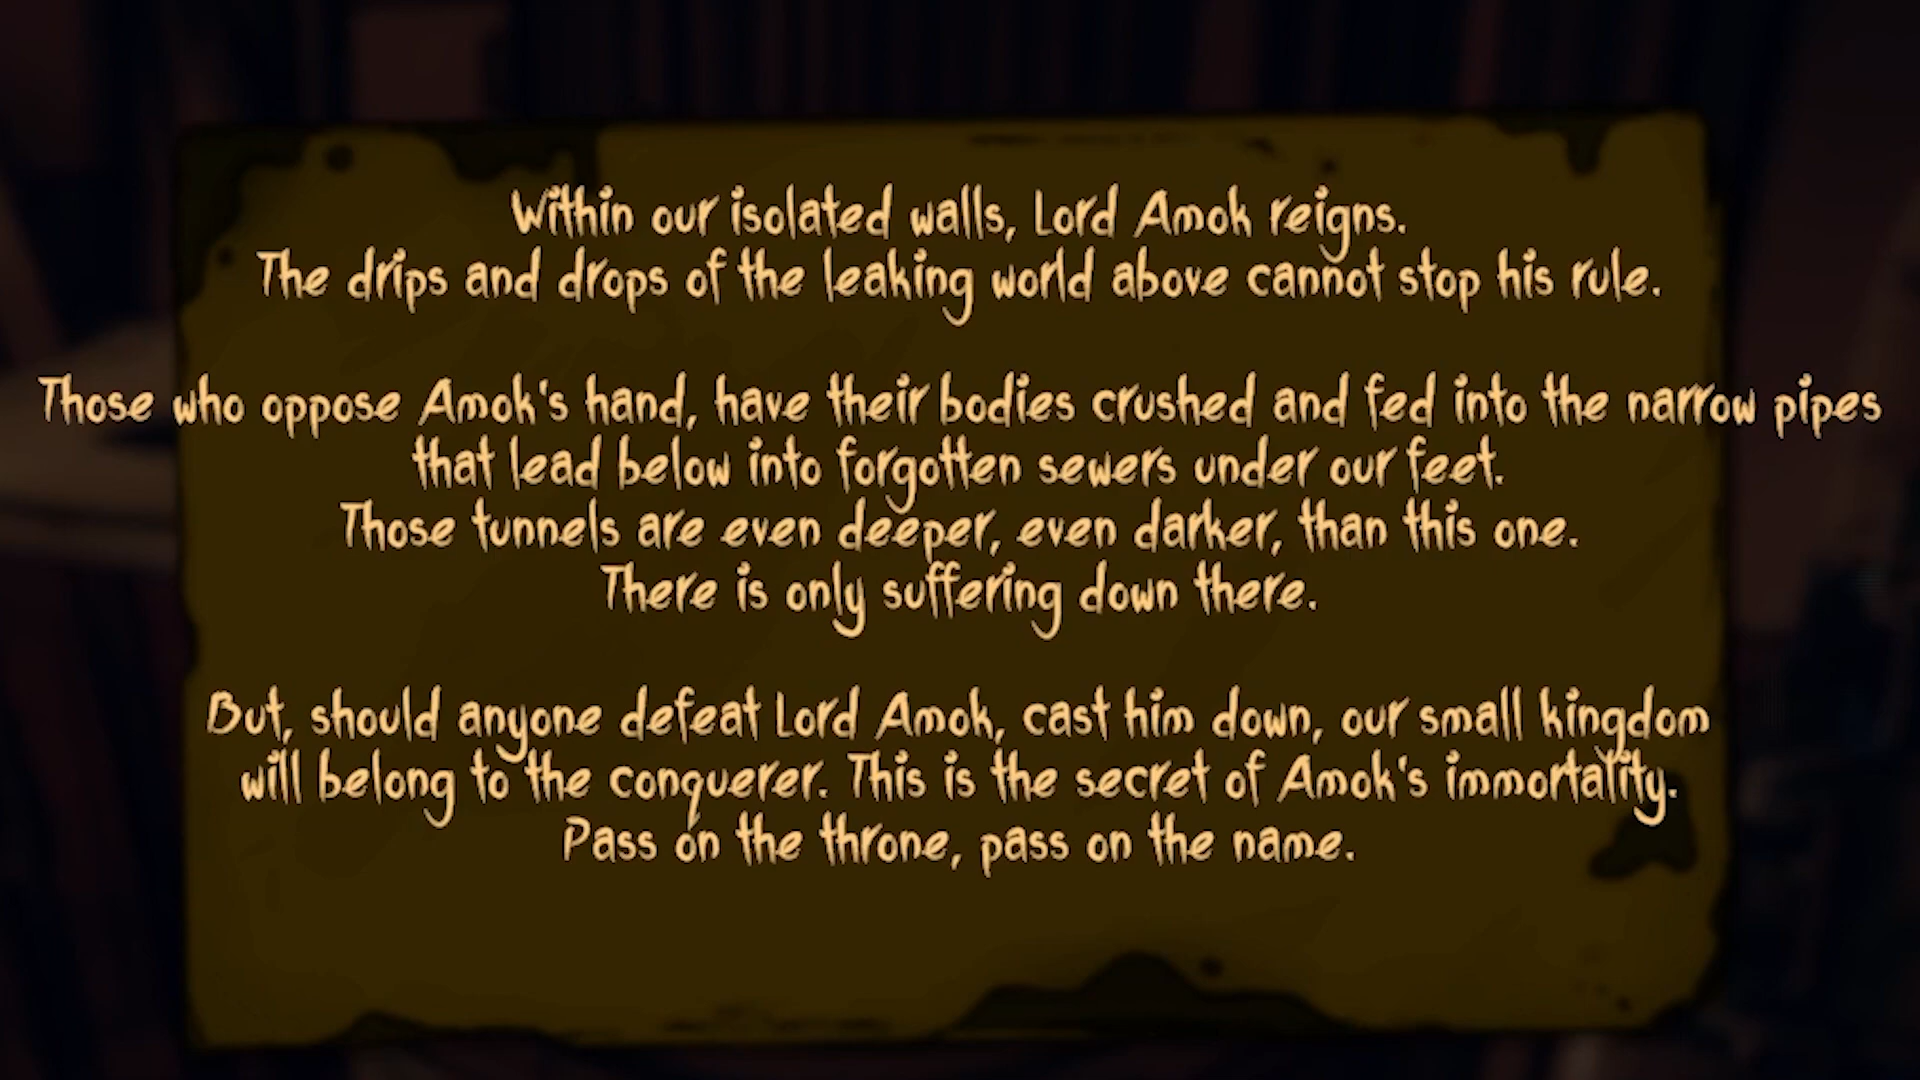 Within our isolated walls, Lord Amok reigns.
The drips and drops of the leaking world above cannot stop his rule.
Those who oppose Amok's hand, have their bodies crushed and fed into the narrow pipes
that lead below into forgotten sewers under our feet.
Those tunnels are even deeper, even darker, than this one.
There is only suffering down there.
But, should anyone defeat Lord Amok, cast him down, our small kingdom
will belong to the conquerer. This is the secret of Amok's immortality.
Pass on the throne, pass on the name.